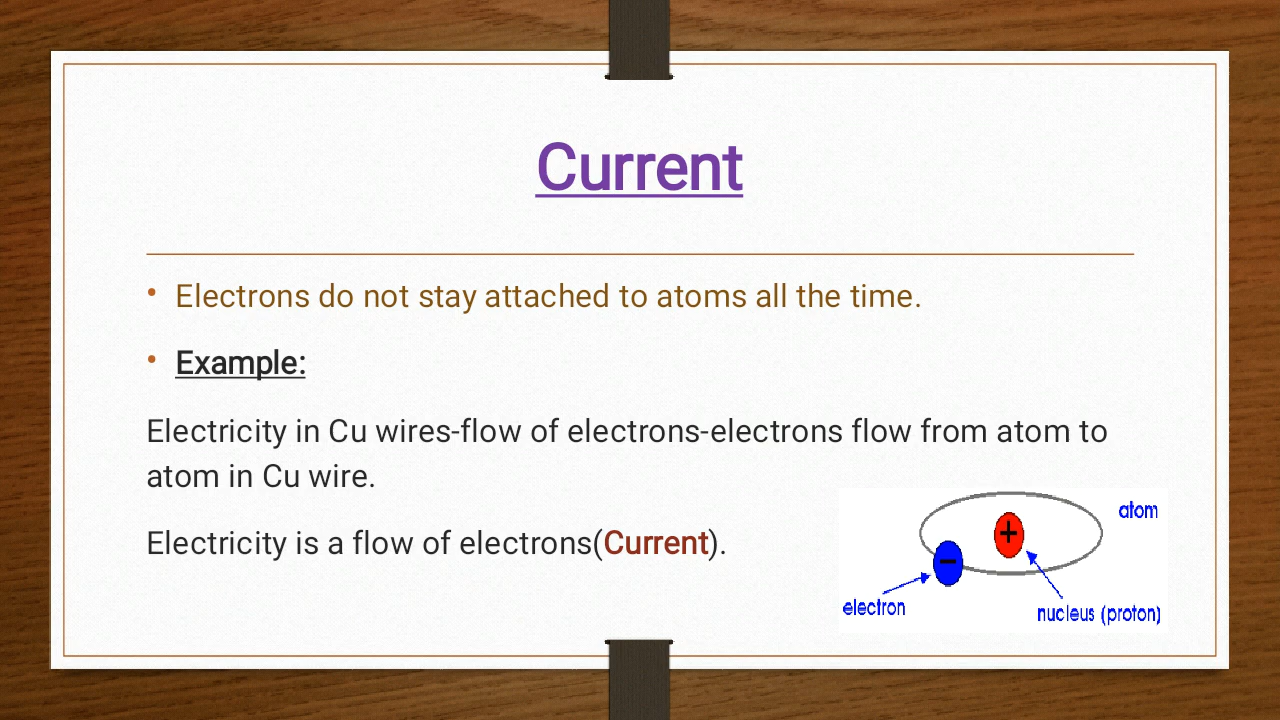 Current
• Electrons do not stay attached to atoms all the time.
• Example:
Electricity in Cu wires-flow of electrons-electrons flow from atom to
atom in Cu wire.
Electricity is a flow of electrons(Current).
atom
+
−
electron
nucleus (proton)